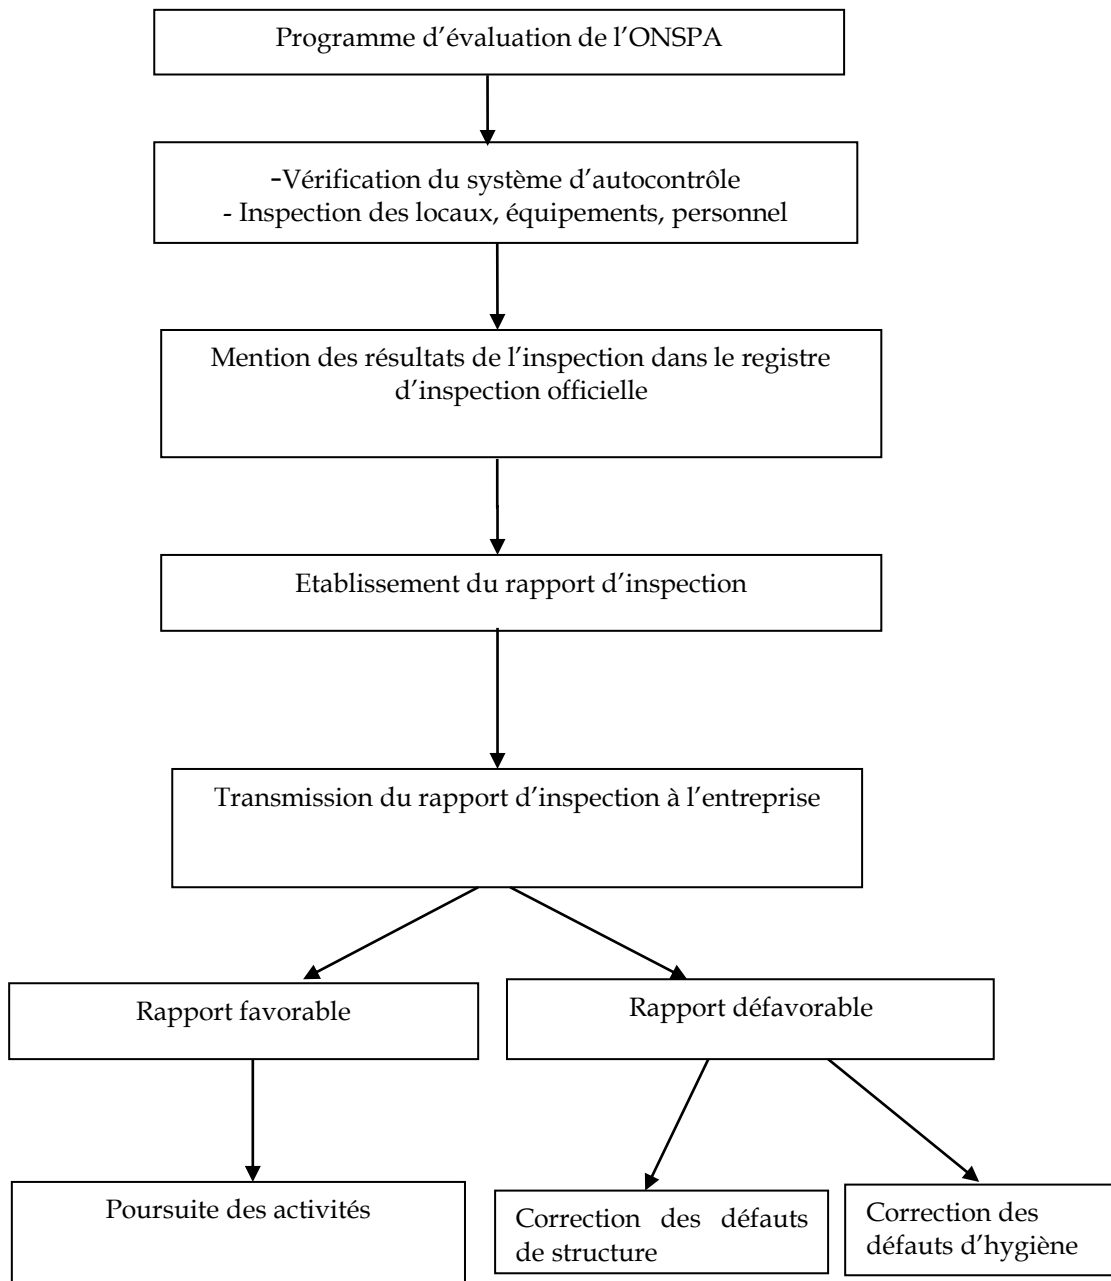 Programme d’évaluation de l’ONSPA
-Vérification du système d’autocontrôle
- Inspection des locaux, équipements, personnel
Mention des résultats de l’inspection dans le registre
d’inspection officielle
Etablissement du rapport d’inspection
Transmission du rapport d’inspection à l’entreprise
Rapport favorable
Rapport défavorable
Poursuite des activités
Correction des défauts
de structure
Correction des
défauts d’hygiène